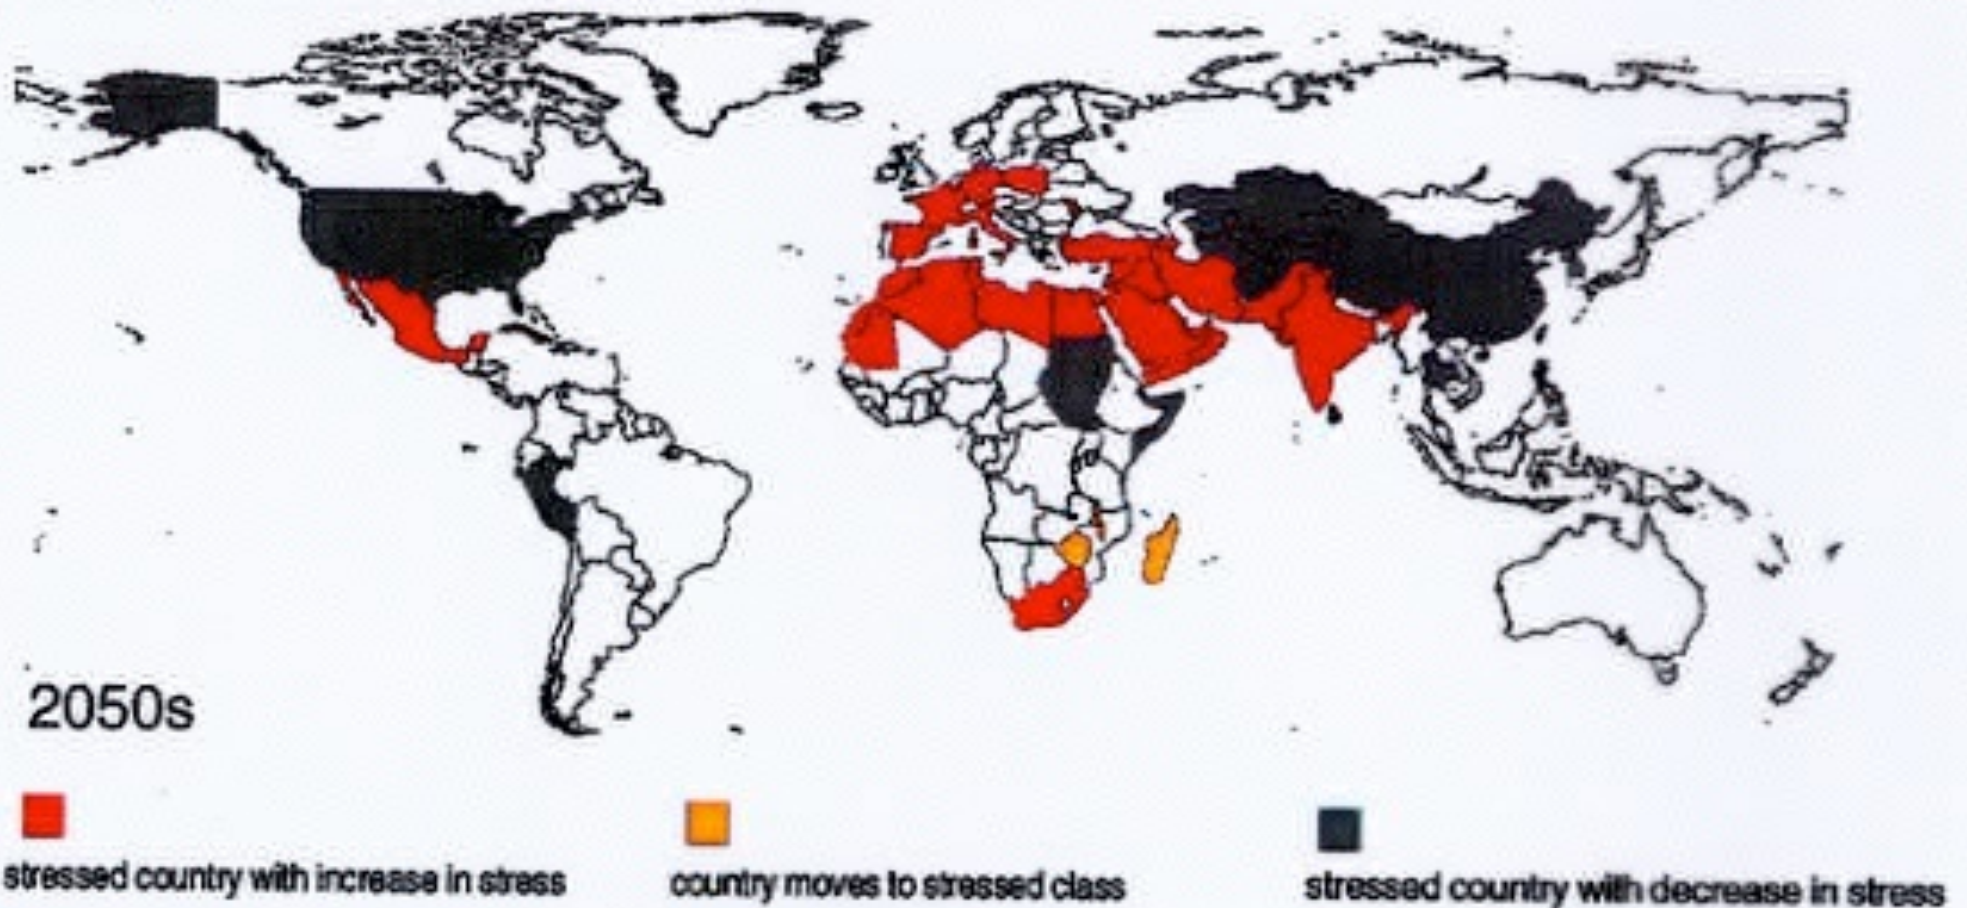 2050s
stressed country with increase in stress
country moves to stressed class
stressed country with decrease in stress